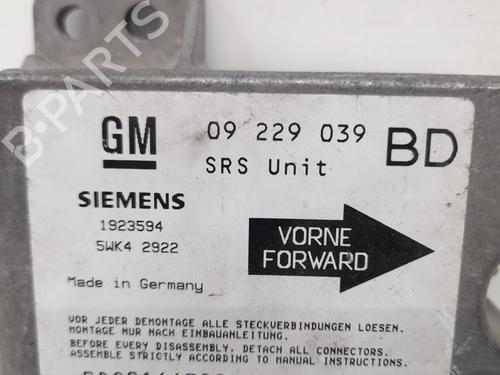 GM
09 229 039 BD
SRS Unit
SIEMENS
1923594
5WK4 2922
VORNE
FORWARD
Made in Germany
VOR JEDER DEMONTAGE ALLE STECKVERBINDUNGEN LOESEN.
MONTAGE NUR NACH EINBAUANLEITUNG.
BEFORE EVERY DISASSEMBLY, DETACH ALL CONNECTORS.
ASSEMBLE STRICTLY ACCORDING TO MANUAL INSTRUCTIONS.
B-PARTS